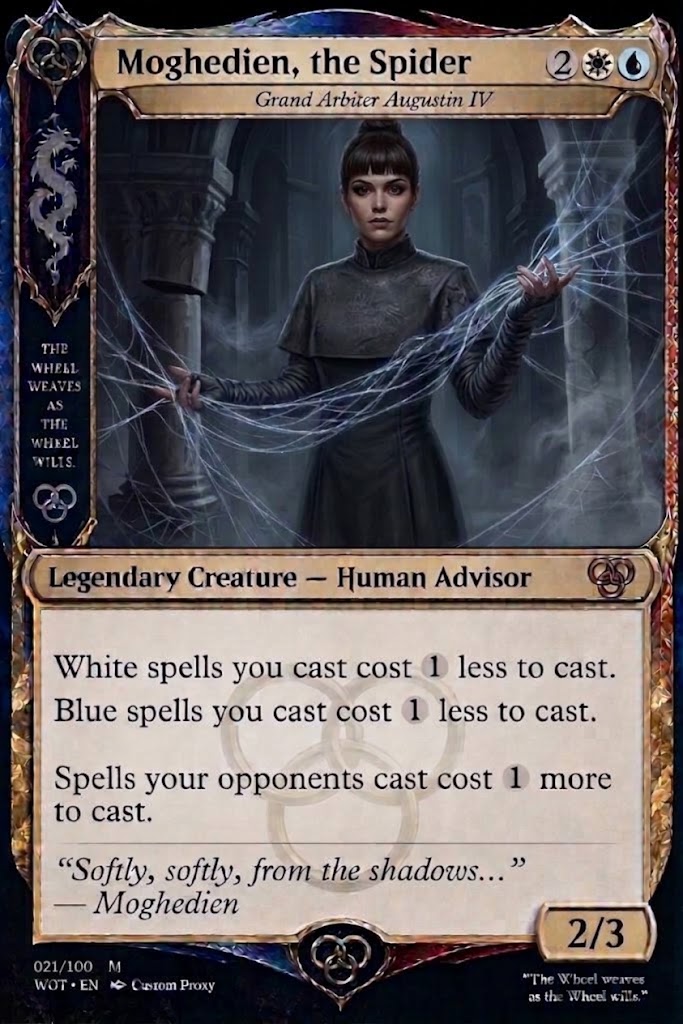 Moghedien, the Spider 2
Grand Arbiter Augustin IV
THE
WHELL
WEAVES
AS
THE
WHEEL
WILLS.
Legendary Creature — Human Advisor
White spells you cast cost 1 less to cast.
Blue spells you cast cost 1 less to cast.
Spells your opponents cast cost 1 more
to cast.
“Softly, softly, from the shadows…”
— Moghedien
2/3
021/100 M
WOT • EN Custom Proxy
"The Wheel weaves
as the Wheel wills."